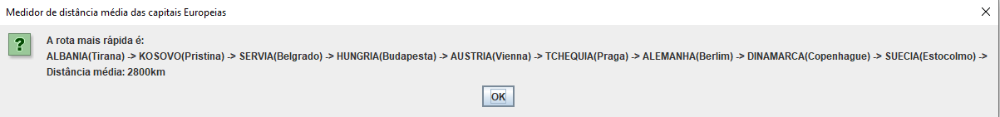 Medidor de distância média das capitais Europeias
A rota mais rápida é:
ALBANIA(Tirana) -> KOSOVO(Pristina) -> SERVIA(Belgrado) -> HUNGRIA(Budapesta) -> AUSTRIA(Vienna) -> TCHEQUIA(Praga) -> ALEMANHA(Berlim) -> DINAMARCA(Copenhague) -> SUECIA(Estocolmo) ->
Distância média: 2800km
OK